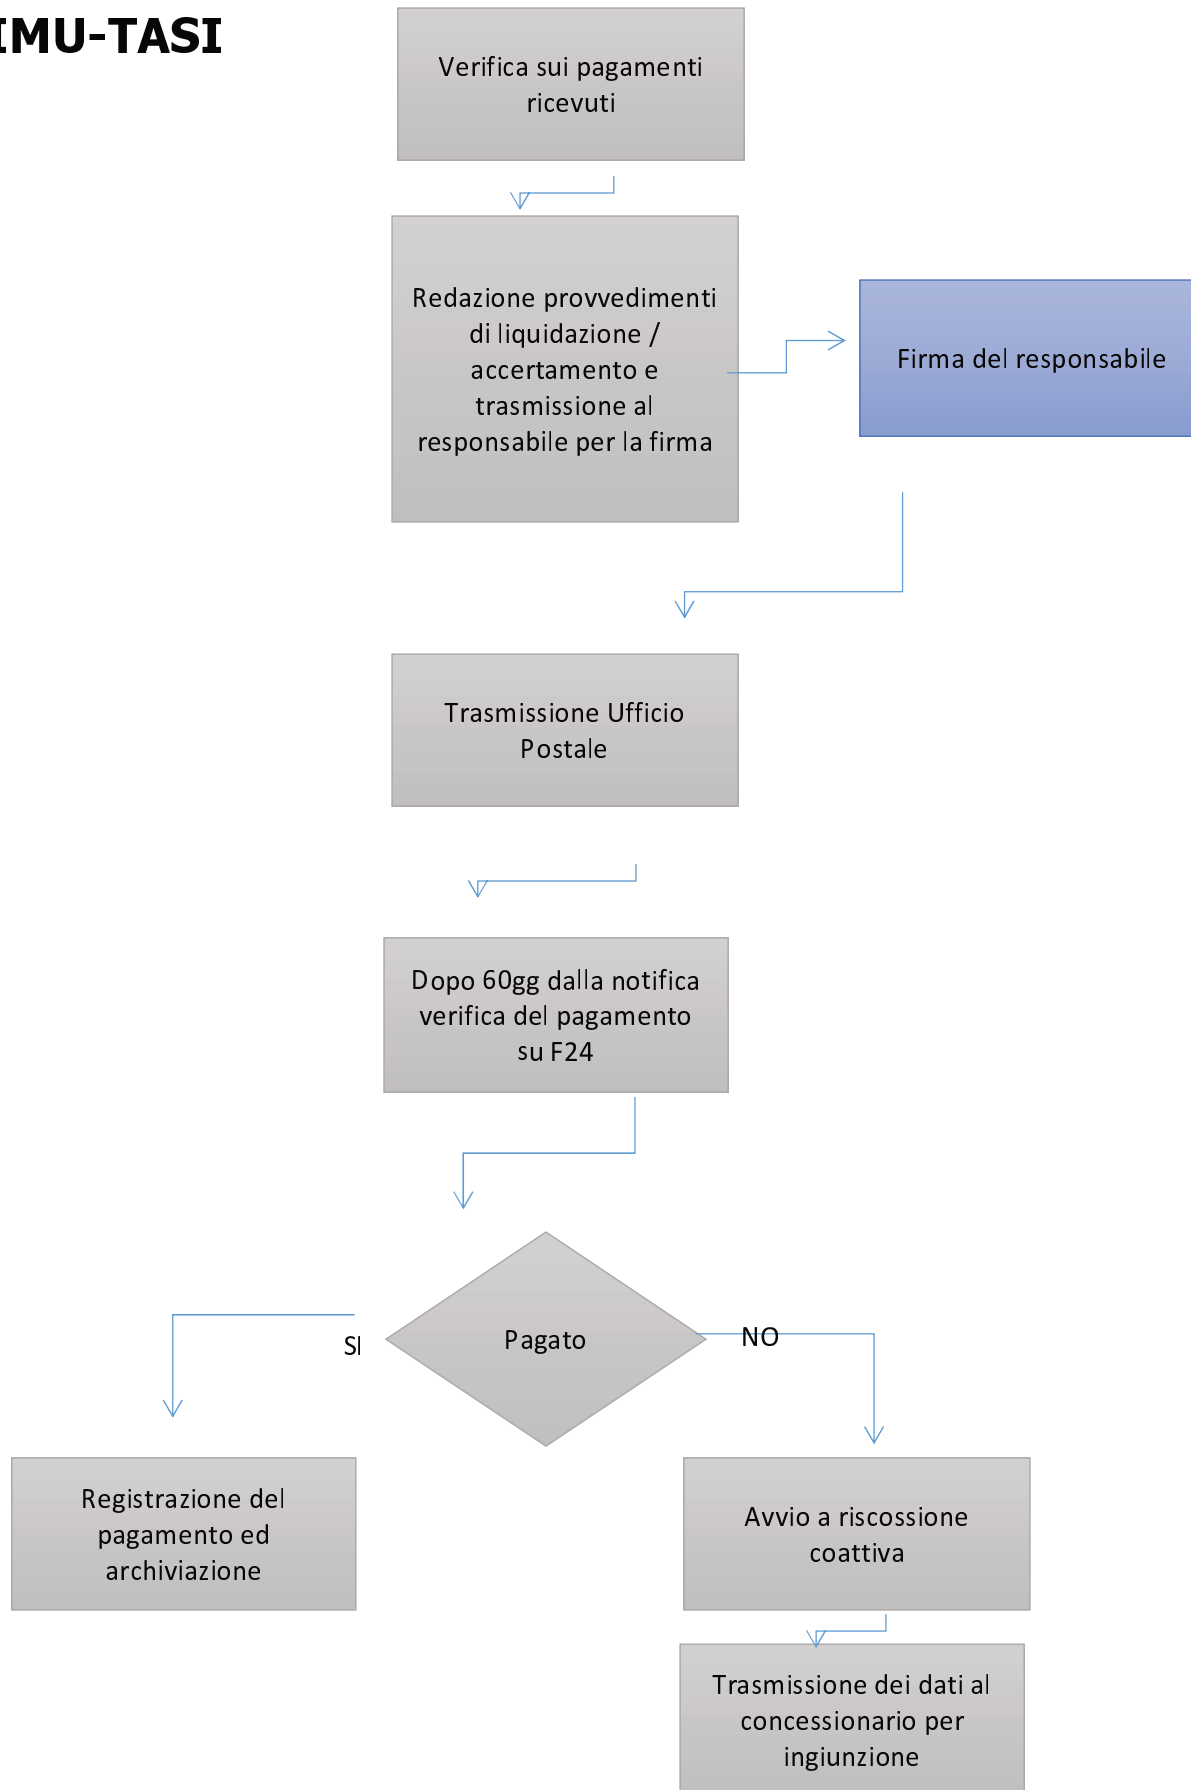 IMU-TASI
Verifica sui pagamenti
ricevuti
Redazione provvedimenti
di liquidazione /
accertamento e
trasmissione al
responsabile per la firma
Firma del responsabile
Trasmissione Ufficio
Postale
Dopo 60gg dalla notifica
verifica del pagamento
su F24
Pagato
SI
NO
Registrazione del
pagamento ed
archiviazione
Avvio a riscossione
coattiva
Trasmissione dei dati al
concessionario per
ingiunzione